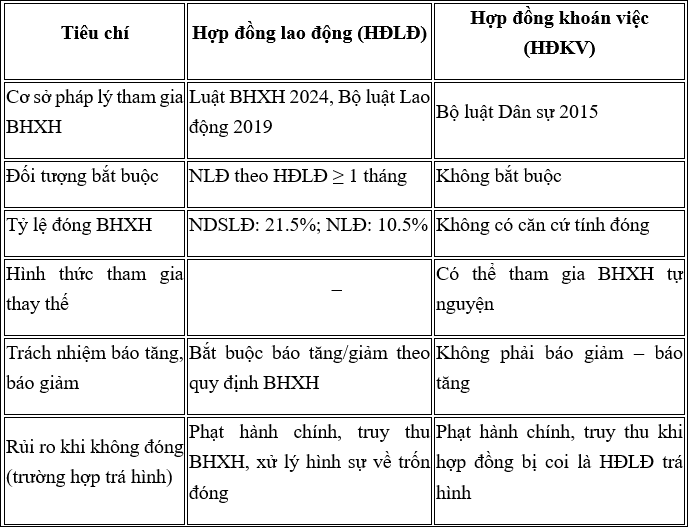 Tiêu chí
Hợp đồng lao động (HĐLĐ)
Hợp đồng khoán việc
(HĐKV)
Cơ sở pháp lý tham gia
BHXH
Luật BHXH 2024, Bộ luật Lao
động 2019
Bộ luật Dân sự 2015
Đối tượng bắt buộc
NLĐ theo HĐLĐ ≥ 1 tháng
Không bắt buộc
Tỷ lệ đóng BHXH
NDSLĐ: 21.5%; NLĐ: 10.5%
Không có căn cứ tính đóng
Hình thức tham gia
thay thế
–
Có thể tham gia BHXH tự
nguyện
Trách nhiệm báo tăng,
báo giảm
Bắt buộc báo tăng/giảm theo
quy định BHXH
Không phải báo giảm – báo
tăng
Rủi ro khi không đóng
(trường hợp trá hình)
Phạt hành chính, truy thu
BHXH, xử lý hình sự về trốn
đóng
Phạt hành chính, truy thu khi
hợp đồng bị coi là HĐLĐ trá
hình